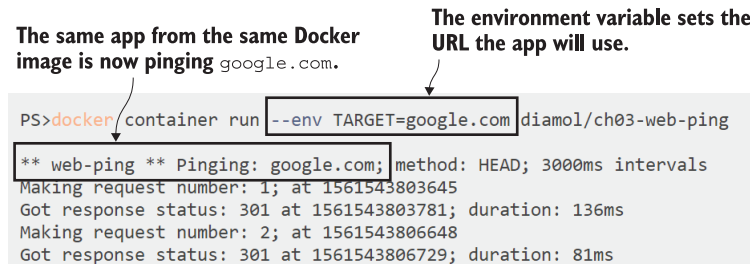 The same app from the same Docker
image is now pinging google.com.
The environment variable sets the
URL the app will use.
PS>docker container run --env TARGET=google.com diamol/ch03-web-ping
** web-ping ** Pinging: google.com; method: HEAD; 3000ms intervals
Making request number: 1; at 1561543803645
Got response status: 301 at 1561543803781; duration: 136ms
Making request number: 2; at 1561543806648
Got response status: 301 at 1561543806729; duration: 81ms